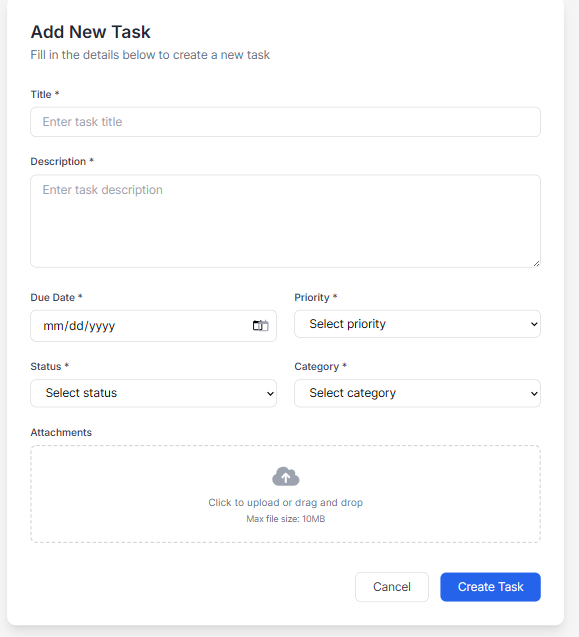 Add New Task
Fill in the details below to create a new task
Title *
Enter task title
Description *
Enter task description
Due Date *
Priority *
mm/dd/yyyy
Select priority
Status *
Category *
Select status
Select category
Attachments
Click to upload or drag and drop
Max file size: 10MB
Cancel
Create Task